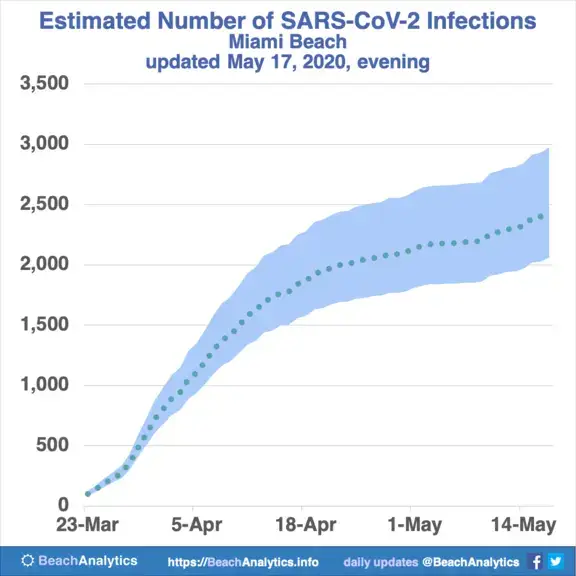 Estimated Number of SARS-CoV-2 Infections
Miami Beach
updated May 17, 2020, evening
3,500
3,000
2,500
2,000
1,500
1,000
500
0
23-Mar 5-Apr 18-Apr 1-May 14-May
BeachAnalytics https://BeachAnalytics.info daily updates @BeachAnalytics f